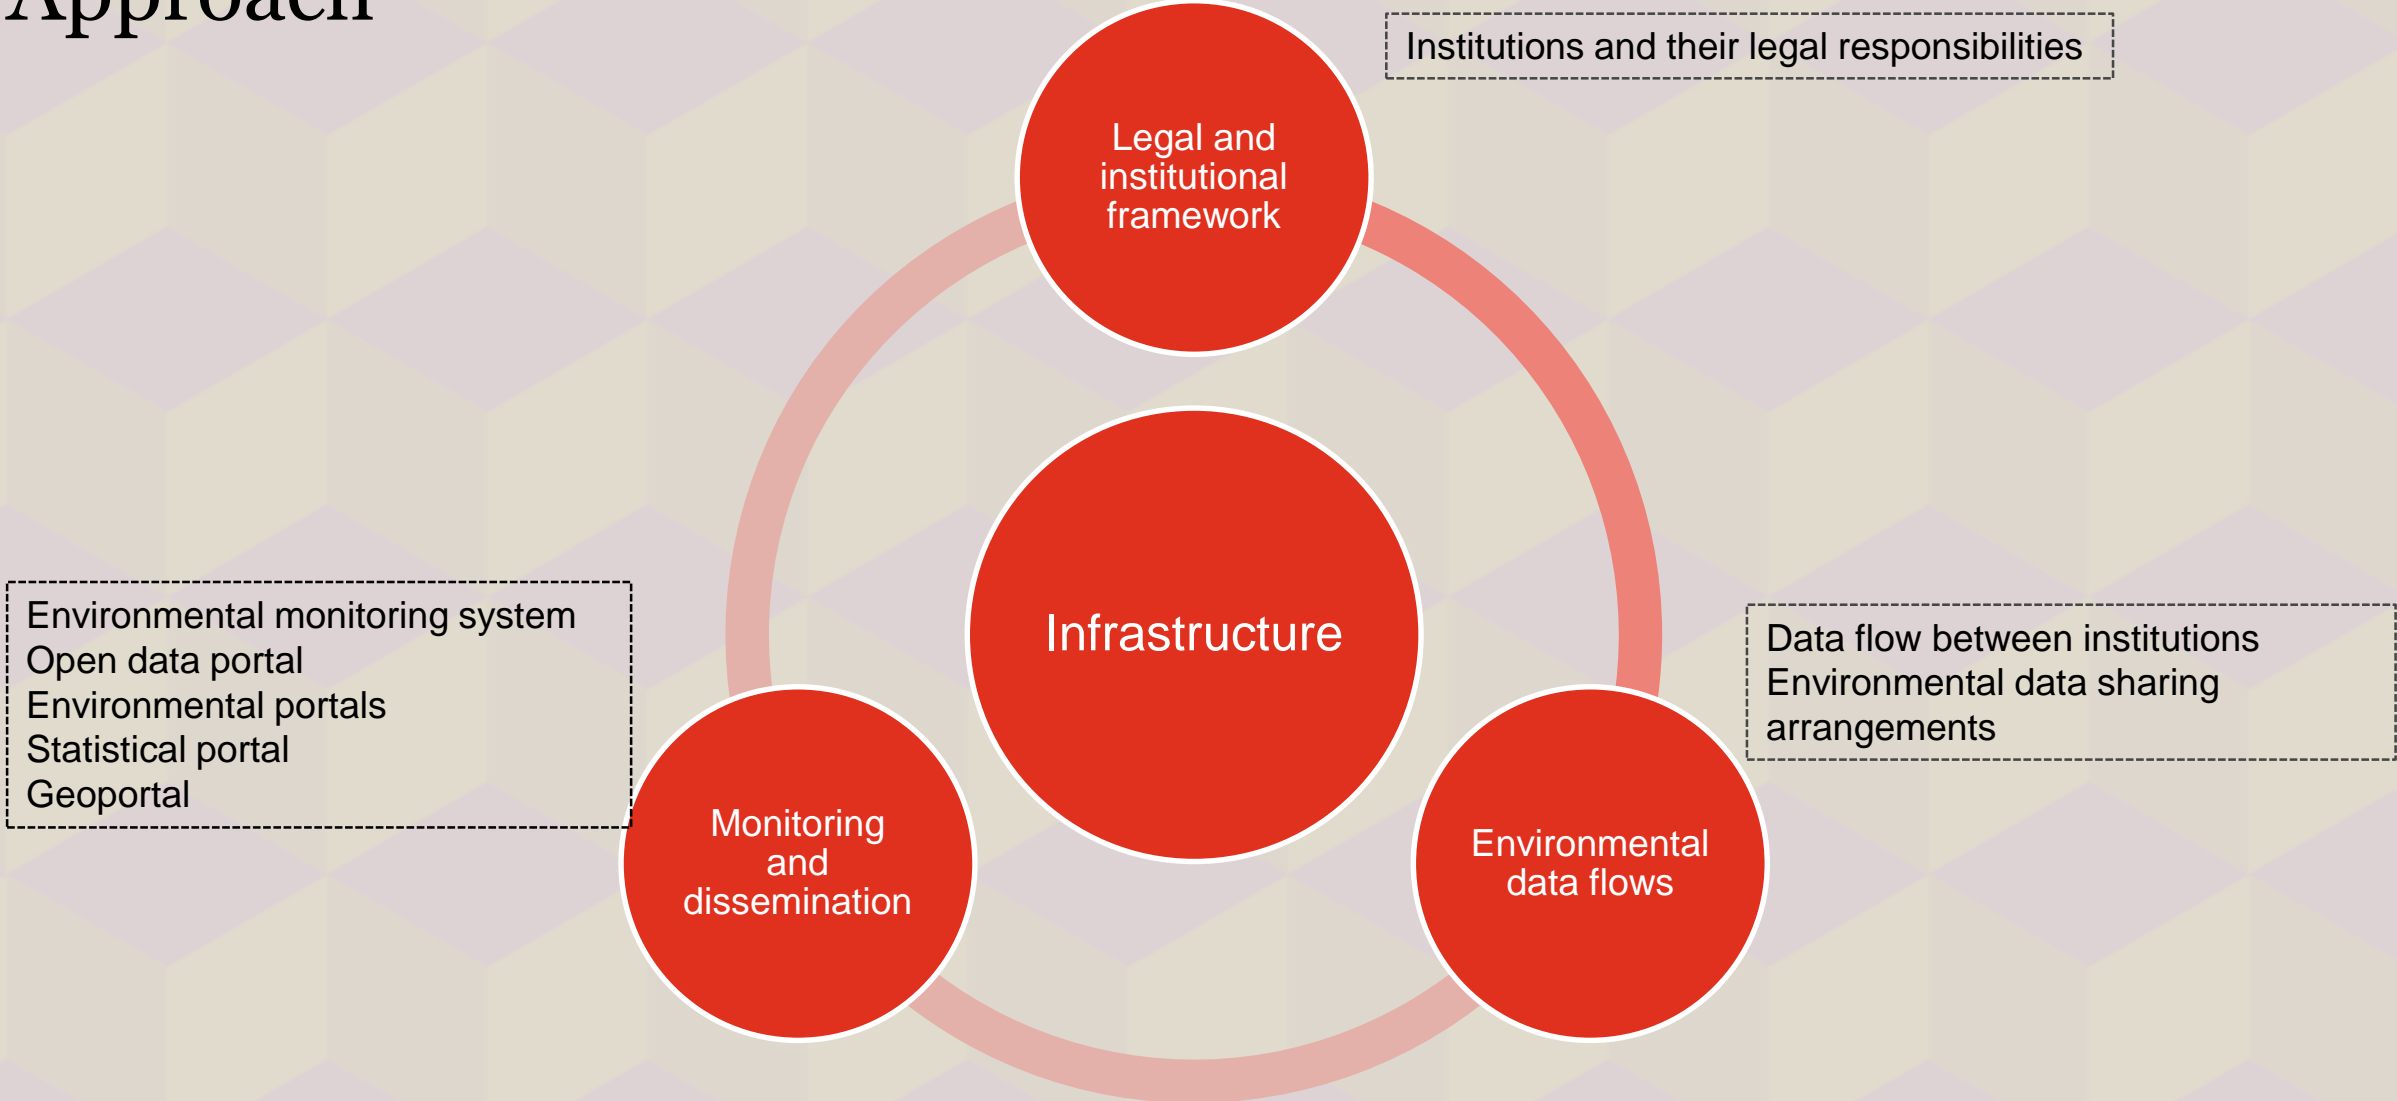 Approach
Institutions and their legal responsibilities
Legal and
institutional
framework
Infrastructure
Environmental monitoring system
Open data portal
Environmental portals
Statistical portal
Geoportal
Data flow between institutions
Environmental data sharing
arrangements
Monitoring
and
dissemination
Environmental
data flows